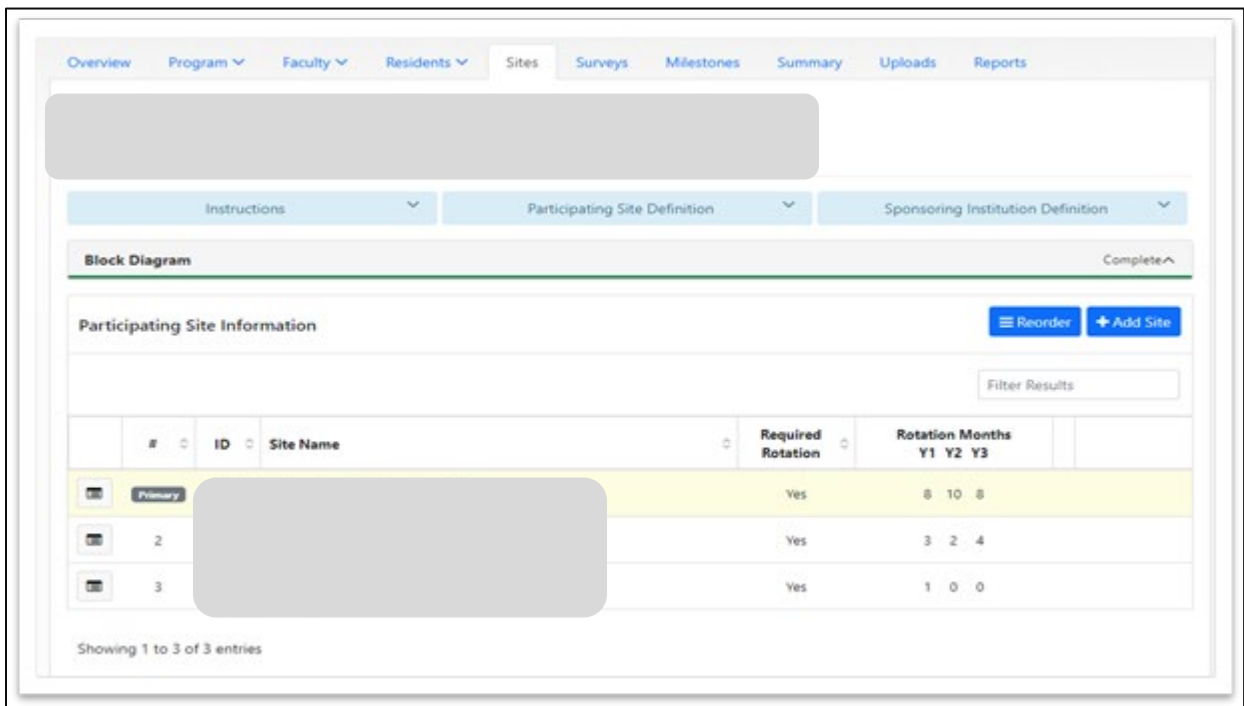 Overview Program Faculty Residents Sites Surveys Milestones Summary Uploads Reports
Instructions Participating Site Definition Sponsoring Institution Definition
Block Diagram Complete
Participating Site Information Reorder + Add Site
Filter Results
# ID Site Name Required Rotation Rotation Months
Y1 Y2 Y3
Primary Yes 8 10 8
2 Yes 3 2 4
3 Yes 1 0 0
Showing 1 to 3 of 3 entries